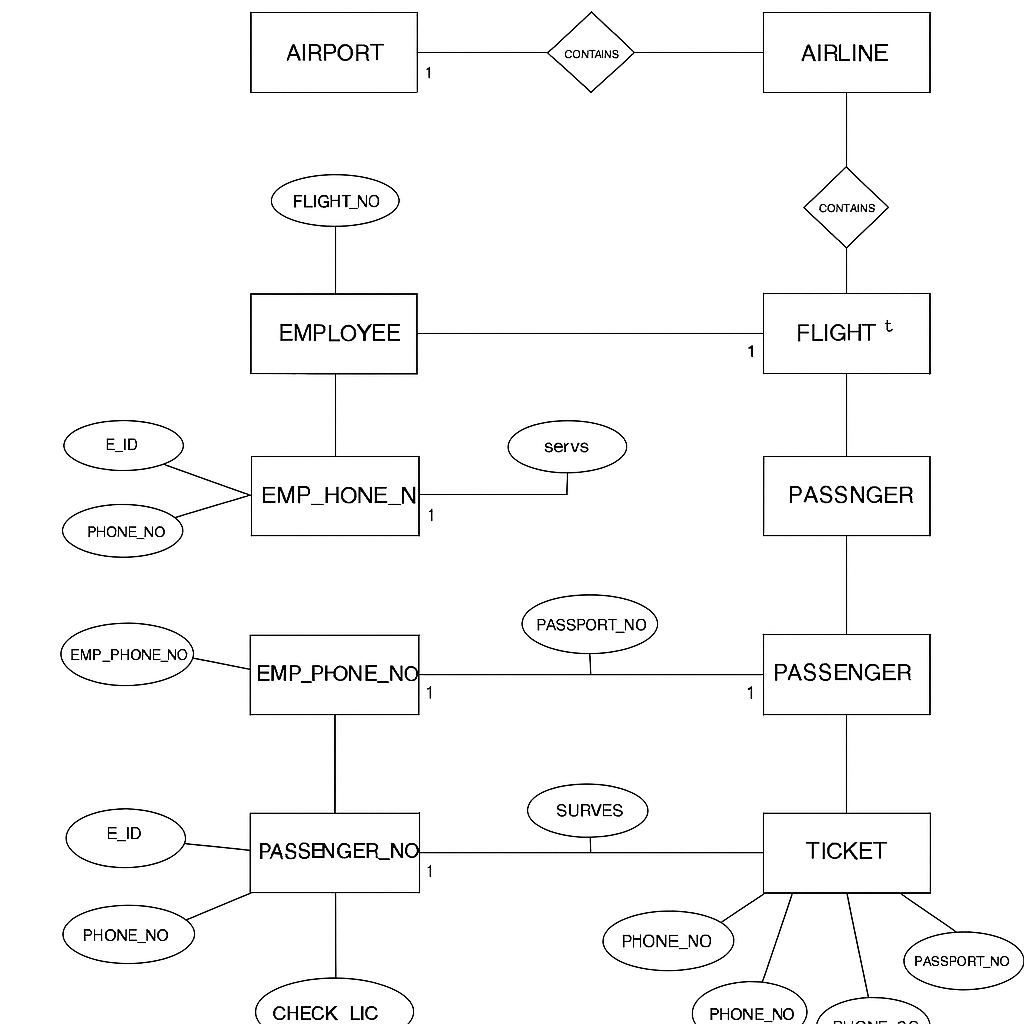 AIRPORT
1
CONTAINS
AIRLINE
CONTAINS
FLIGHT_NO
EMPLOYEE
1
FLIGHT t
E_ID
PHONE_NO
EMP_HONE_N
1
servs
PASSNGER
EMP_PHONE_NO
EMP_PHONE_NO
1
PASSPORT_NO
1
PASSENGER
E_ID
PHONE_NO
PASSENGER_NO
1
SURVES
TICKET
PHONE_NO
PASSPORT_NO
CHECK_LIC
PHONE_NO